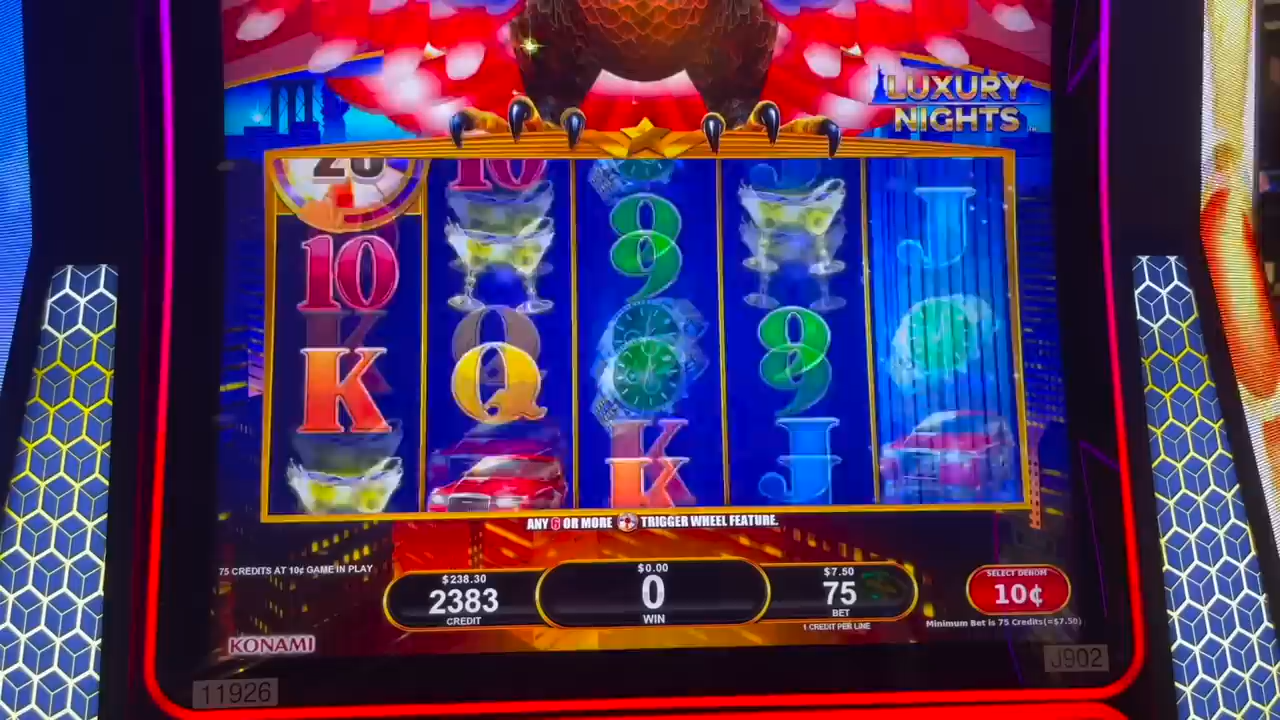 LUXURY
NIGHTS
10
J
10
9
K
Q
9
K
J
ANY 6 OR MORE TRIGGER WHEEL FEATURE.
75 CREDITS AT 10¢ GAME IN PLAY
$238.30
2383
CREDIT
$0.00
0
WIN
$7.50
75
BET
1 CREDIT PER LINE
SELECT DENOM
10¢
Minimum Bet is 75 Credits(=$7.50)
KONAMI
11926
J902